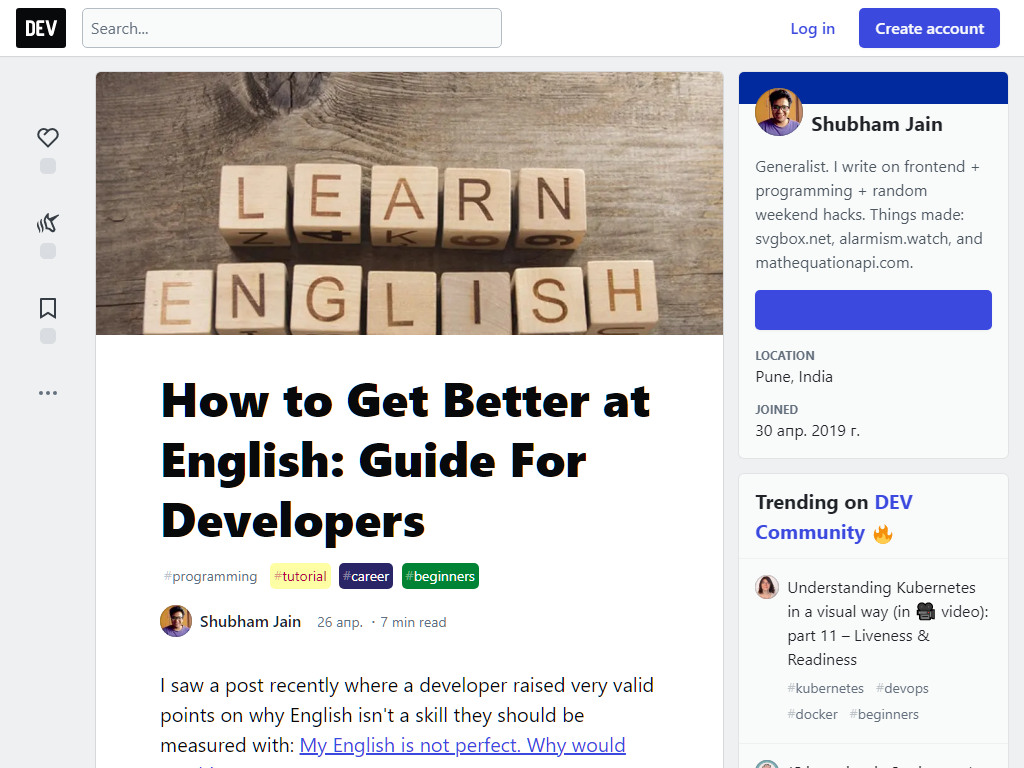 DEV
Search...
Log in
Create account
LEARN
ENGLISH
How to Get Better at
English: Guide For
Developers
#programming #tutorial #career #beginners
Shubham Jain 26 апр. ・7 min read
I saw a post recently where a developer raised very valid
points on why English isn't a skill they should be
measured with: My English is not perfect. Why would
Shubham Jain
Generalist. I write on frontend +
programming + random
weekend hacks. Things made:
svgbox.net, alarmism.watch, and
mathequationapi.com.
LOCATION
Pune, India
JOINED
30 апр. 2019 г.
Trending on DEV
Community 🔥
Understanding Kubernetes
in a visual way (in 🎥 video):
part 11 – Liveness &
Readiness
#kubernetes #devops
#docker #beginners